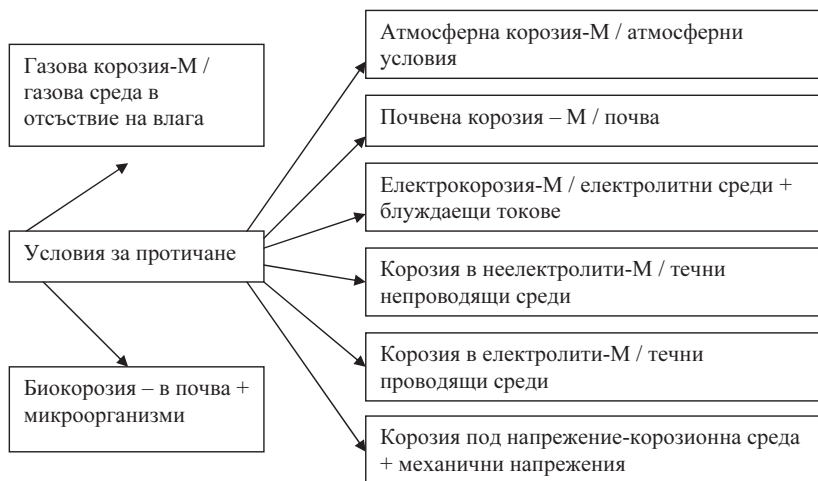 Газова корозия-М /
газова среда в
отсъствие на влага
Условия за протичане
Биокорозия – в почва +
микроорганизми
Атмосферна корозия-М / атмосферни
условия
Почвена корозия – М / почва
Електрокорозия-М / електролитни среди +
блуждаещи токове
Корозия в неелектролити-М / течни
непроводящи среди
Корозия в електролити-М / течни
проводящи среди
Корозия под напрежение-корозионна среда
+ механични напрежения